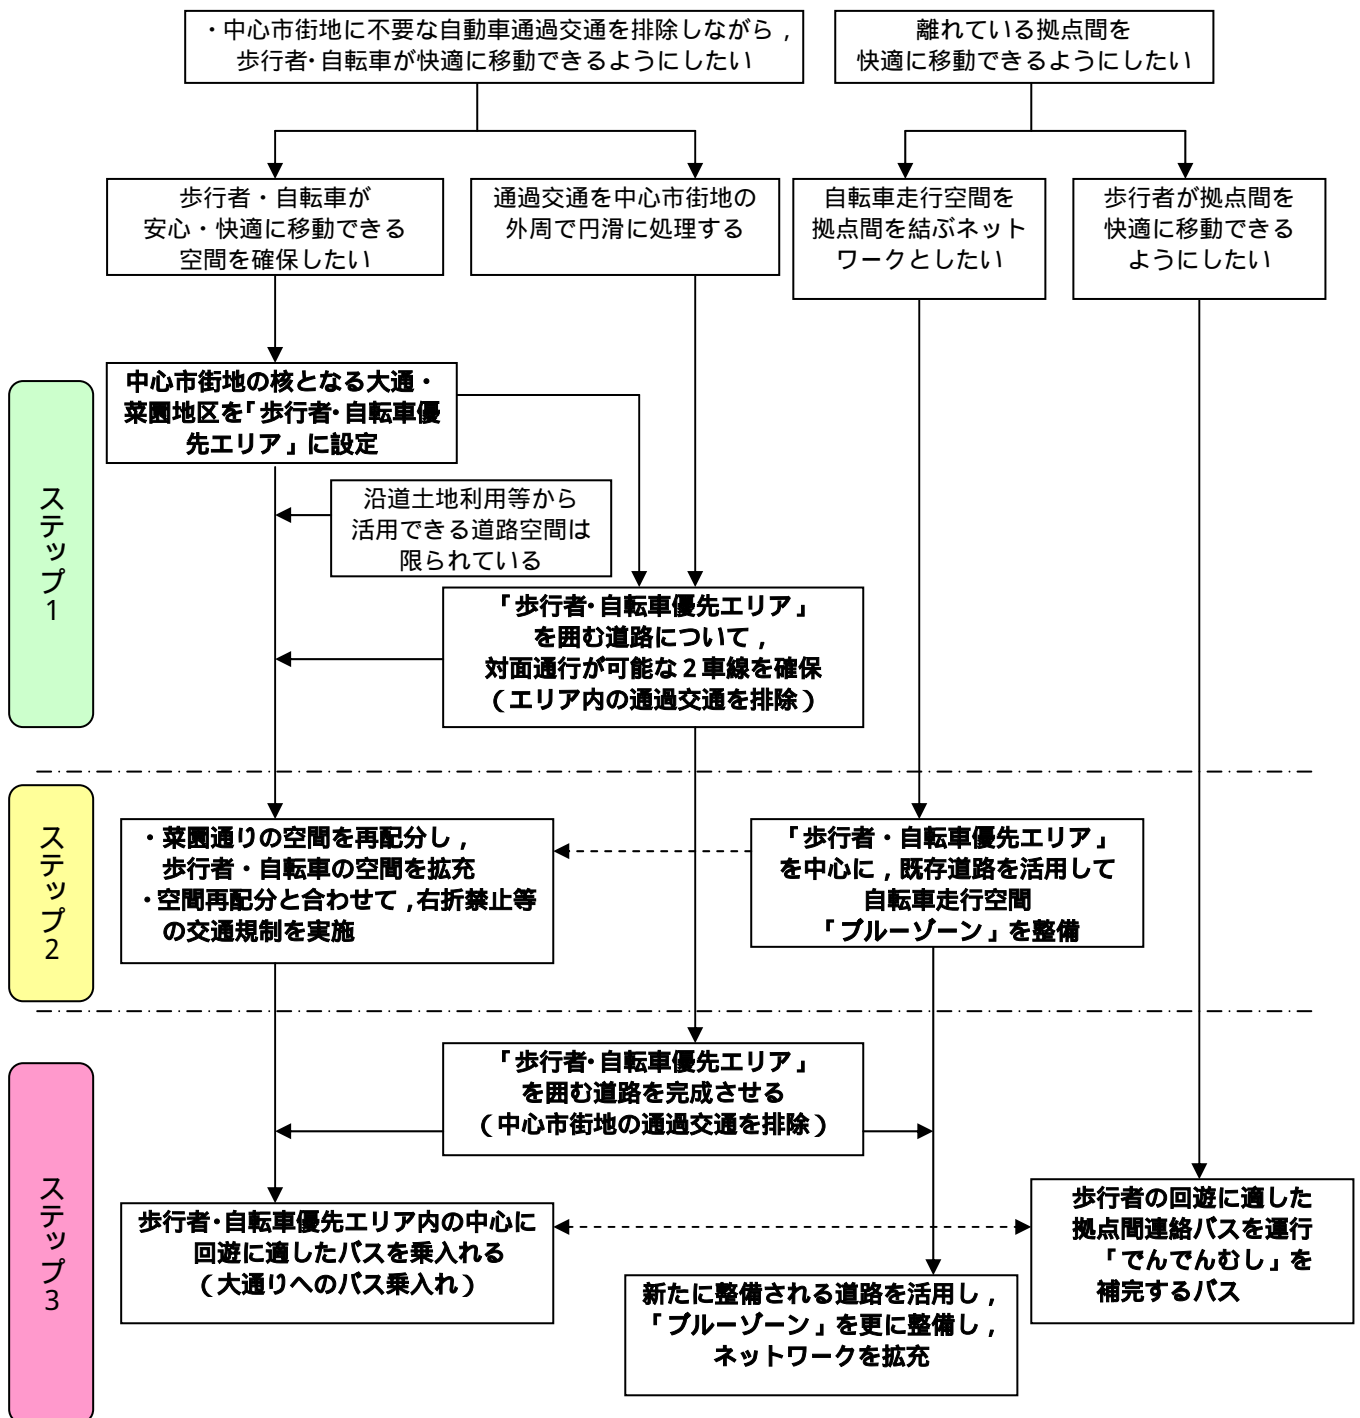 ・中心市街地に不要な自動車通過交通を排除しながら，
歩行者・自転車が快適に移動できるようにしたい
離れている拠点間を
快適に移動できるようにしたい
歩行者・自転車が
安心・快適に移動できる
空間を確保したい
通過交通を中心市街地の
外周で円滑に処理する
自転車走行空間を
拠点間を結ぶネット
ワークとしたい
歩行者が拠点間を
快適に移動できる
ようにしたい
ステップ1
中心市街地の核となる大通・
菜園地区を「歩行者・自転車優
先エリア」に設定
沿道土地利用等から
活用できる道路空間は
限られている
「歩行者・自転車優先エリア」
を囲む道路について，
対面通行が可能な２車線を確保
（エリア内の通過交通を排除）
ステップ2
・菜園通りの空間を再配分し，
歩行者・自転車の空間を拡充
・空間再配分と合わせて，右折禁止等
の交通規制を実施
「歩行者・自転車優先エリア」
を中心に，既存道路を活用して
自転車走行空間
「ブルーゾーン」を整備
ステップ3
「歩行者・自転車優先エリア」
を囲む道路を完成させる
（中心市街地の通過交通を排除）
歩行者・自転車優先エリア内の中心に
回遊に適したバスを乗入れる
（大通りへのバス乗入れ）
歩行者の回遊に適した
拠点間連絡バスを運行
「でんでんむし」を
補完するバス
新たに整備される道路を活用し，
「ブルーゾーン」を更に整備し，
ネットワークを拡充